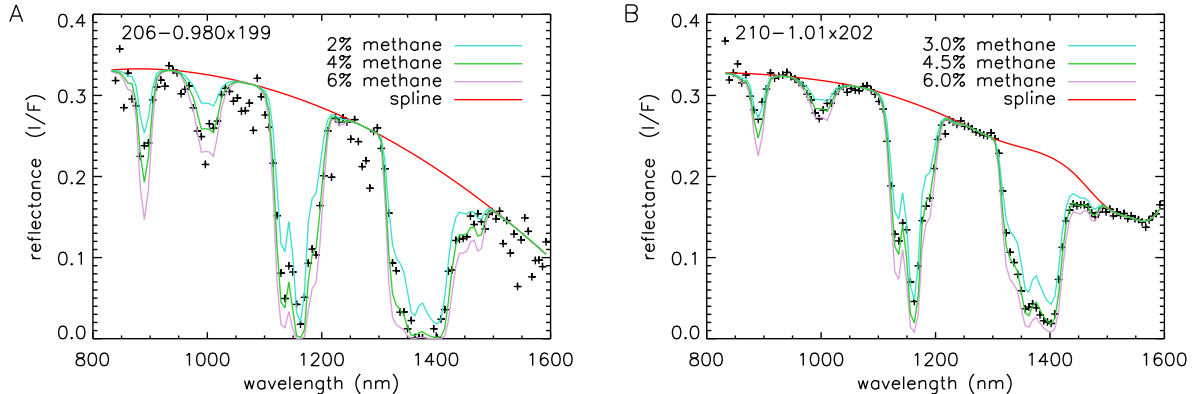 A
206-0.980x199
2% methane
4% methane
6% methane
spline
0.4
0.3
0.2
0.1
0.0
reflectance (I/F)
800 1000 1200 1400 1600
wavelength (nm)
B
210-1.01x202
3.0% methane
4.5% methane
6.0% methane
spline
0.4
0.3
0.2
0.1
0.0
reflectance (I/F)
800 1000 1200 1400 1600
wavelength (nm)